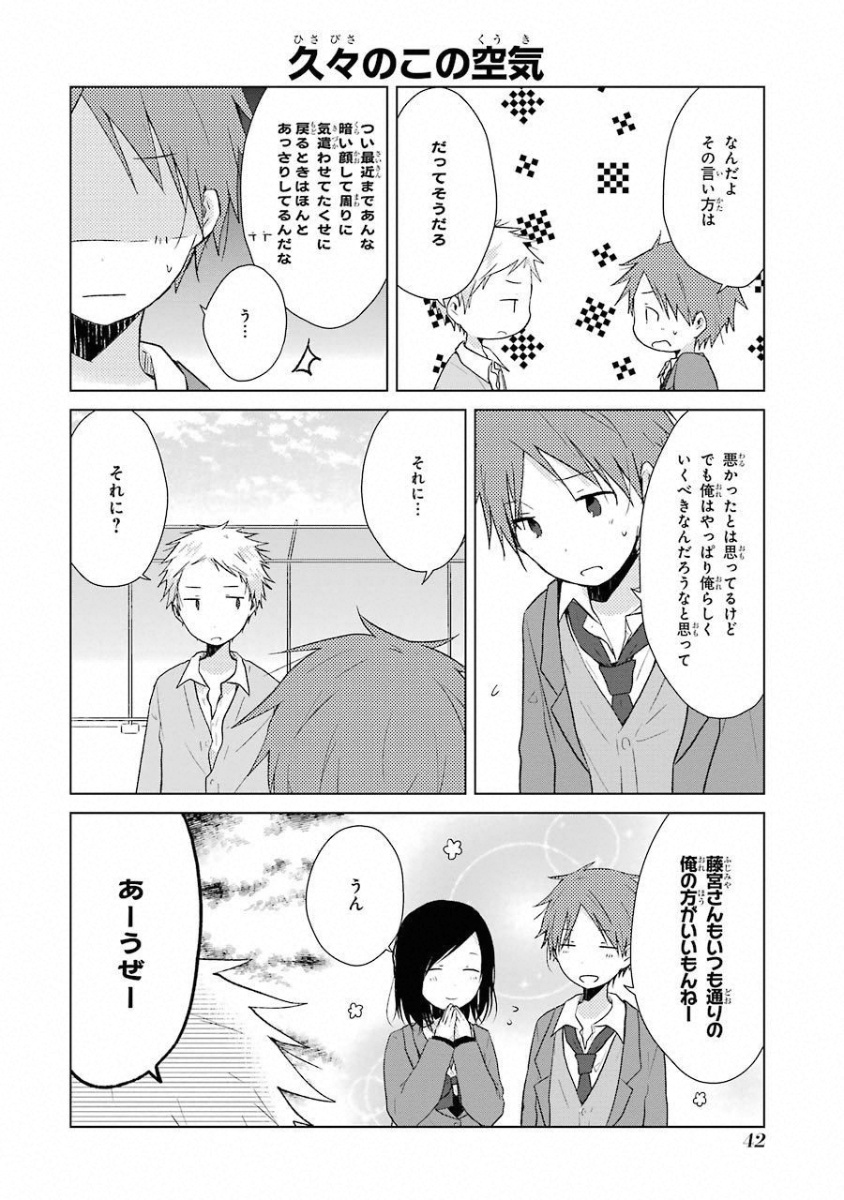 久々のこの空気
なんだよ
その言い方は
だってそうだろ
つい最近まであんな
暗い顔して周りに
気遣わせてたくせに
戻るときはほんと
あっさりしてるんだな
う…
悪かったとは思ってるけど
でも俺はやっぱり俺らしく
いくべきなんだろうなと思って
それに…
それに?
藤宮さんもいつも通りの
俺の方がいいもんねー
うん
あーうぜー
42